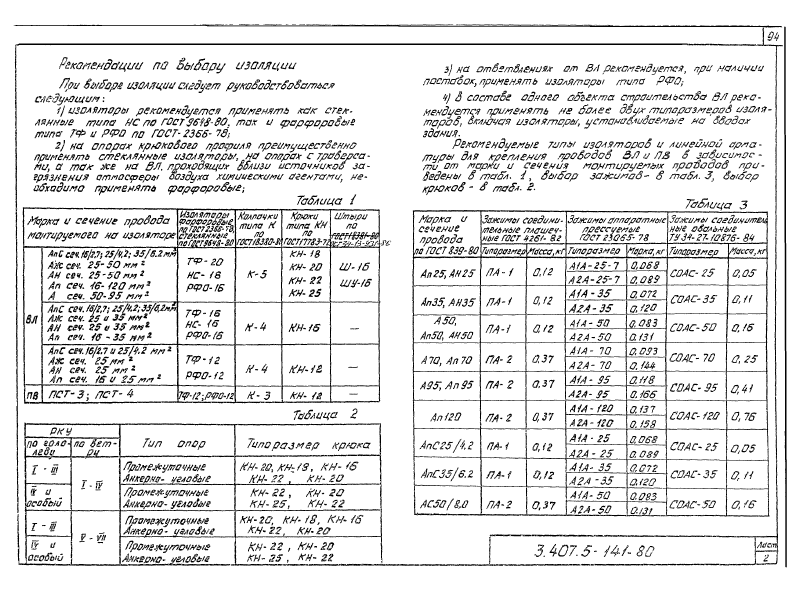 94
Рекомендации по выбору изоляции
При выборе изоляции следует руководствоваться
следующим:
1) изоляторы рекомендуется применять как стек-
лянные типа НС по ГОСТ 9648-80, так и фарфоровые
типа ТФ и РФО по ГОСТ-2366-78;
2) на опорах крюкового профиля преимущественно
применять стеклянные изоляторы, на опорах с траверса-
ми, а так же на ВЛ, проходящих вблизи источников за-
грязнения атмосферы воздуха химическими агентами, не-
обходимо применять фарфоровые;
3) на ответвлениях от ВЛ рекомендуется, при наличии
поставок, применять изоляторы типа РФО;
4) в составе одного объекта строительства ВЛ реко-
мендуется применять не более двух типоразмеров изоля-
торов, включая изоляторы, устанавливаемые на вводах
здания.
Рекомендуемые типы изоляторов и линейной арма-
туры для крепления проводов ВЛ и ПВ в зависимос-
ти от марки и сечения монтируемых проводов при-
ведены в табл. 1, выбор зажимов- в табл. 3, выбор
крюков - в табл. 2.
Таблица 1
Марка и сечение провода монтируемого на изоляторе | Изоляторы фарфоровые по ГОСТ 2366-78, стеклянные по ГОСТ 9648-80 | Колпачки типа К по ГОСТ 18380-80 | Крюки типа КН по ГОСТ 17783-72 | Штыри по ГОСТ 18381-80
ВЛ
АпС сеч. 16/2,7; 25/4,2; 35/6,2 мм²
Аж сеч. 25-50 мм²
Ан сеч. 25-50 мм²
Ап сеч. 16-120 мм²
А сеч. 50-95 мм²
ТФ-20
НС-18
РФО-16
К-5
КН-18
КН-20
КН-22
КН-25
Ш-16
ШУ-16
АпС сеч. 16/2,7; 25/4,2; 35/6,2 мм²
Аж сеч. 25 и 35 мм²
Ан сеч. 25 и 35 мм²
Ап сеч. 16-35 мм²
ТФ-16
НС-16
РФО-16
К-4
КН-16
—
АпС сеч. 16/2,7 и 25/4,2 мм²
Аж сеч. 25 мм²
Ан сеч. 25 мм²
Ап сеч. 16 и 25 мм²
ТФ-12
РФО-12
К-4
КН-12
—
ПВ | ПСТ-3; ПСТ-4 | ТФ-12; РФО-12 | К-3 | КН-12 | —
Таблица 2
РКУ
по гололеди | по ветри | Тип опор | Типоразмер крюка
I - III
I - IV
Промежуточные КН-20, КН-18, КН-16
Анкерно-угловые КН-22, КН-20
IV и особый
Промежуточные КН-22, КН-20
Анкерно-угловые КН-25, КН-22
I - III
V - VII
Промежуточные КН-20, КН-18, КН-16
Анкерно-угловые КН-22, КН-20
IV и особый
Промежуточные КН-22, КН-20
Анкерно-угловые КН-25, КН-22
Таблица 3
Марка и сечение провода по ГОСТ 839-80 | Зажимы соединительные плашечные ГОСТ 4261-82 | Зажимы аппаратные прессуемые ГОСТ 23065-78 | Зажимы соединительн. овальные ТУ 34-27-10876-84
Типоразмер | Масса, кг | Типоразмер | Марка, кг | Типоразмер | Масса, кг
Ап25, АН25 | ПА-1 | 0,12 | А1А-25-7 | 0,068 | СОАС-25 | 0,05
А2А-25-7 | 0,089
Ап35, АН35 | ПА-1 | 0,12 | А1А-35 | 0,072 | СОАС-35 | 0,11
А2А-35 | 0,120
А50, Ап50, АН50 | ПА-1 | 0,12 | А1А-50 | 0,083 | СОАС-50 | 0,16
А2А-50 | 0,131
А70, Ап70 | ПА-2 | 0,37 | А1А-70 | 0,093 | СОАС-70 | 0,25
А2А-70 | 0,144
А95, Ап95 | ПА-2 | 0,37 | А1А-95 | 0,118 | СОАС-95 | 0,41
А2А-95 | 0,166
Ап120 | ПА-2 | 0,37 | А1А-120 | 0,137 | СОАС-120 | 0,76
А2А-120 | 0,158
АпС25/4.2 | ПА-1 | 0,12 | А1А-25 | 0,068 | СОАС-25 | 0,05
А2А-25 | 0,089
АпС35/6.2 | ПА-1 | 0,12 | А1А-35 | 0,072 | СОАС-35 | 0,11
А2А-35 | 0,120
АС50/8,0 | ПА-2 | 0,37 | А1А-50 | 0,083 | СОАС-50 | 0,16
А2А-50 | 0,131
3.407.5-141-80
Лист
2